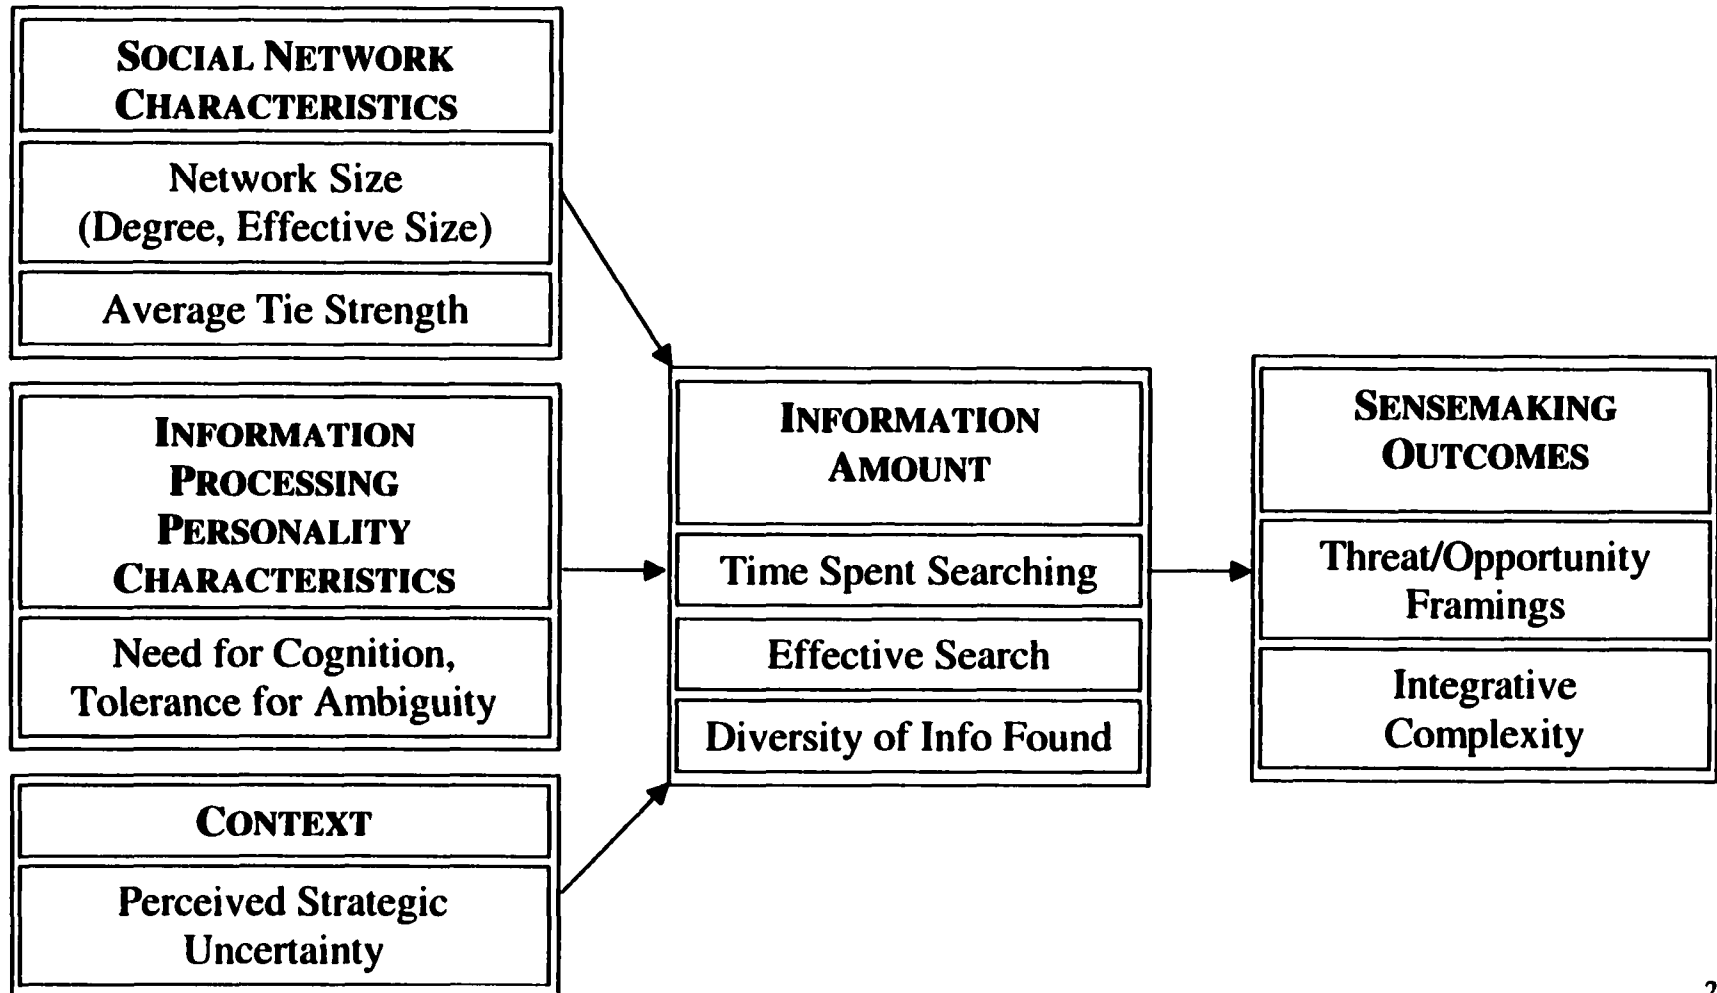 SOCIAL NETWORK
CHARACTERISTICS
Network Size
(Degree, Effective Size)
Average Tie Strength
INFORMATION
PROCESSING
PERSONALITY
CHARACTERISTICS
Need for Cognition,
Tolerance for Ambiguity
CONTEXT
Perceived Strategic
Uncertainty
INFORMATION
AMOUNT
Time Spent Searching
Effective Search
Diversity of Info Found
SENSEMAKING
OUTCOMES
Threat/Opportunity
Framings
Integrative
Complexity